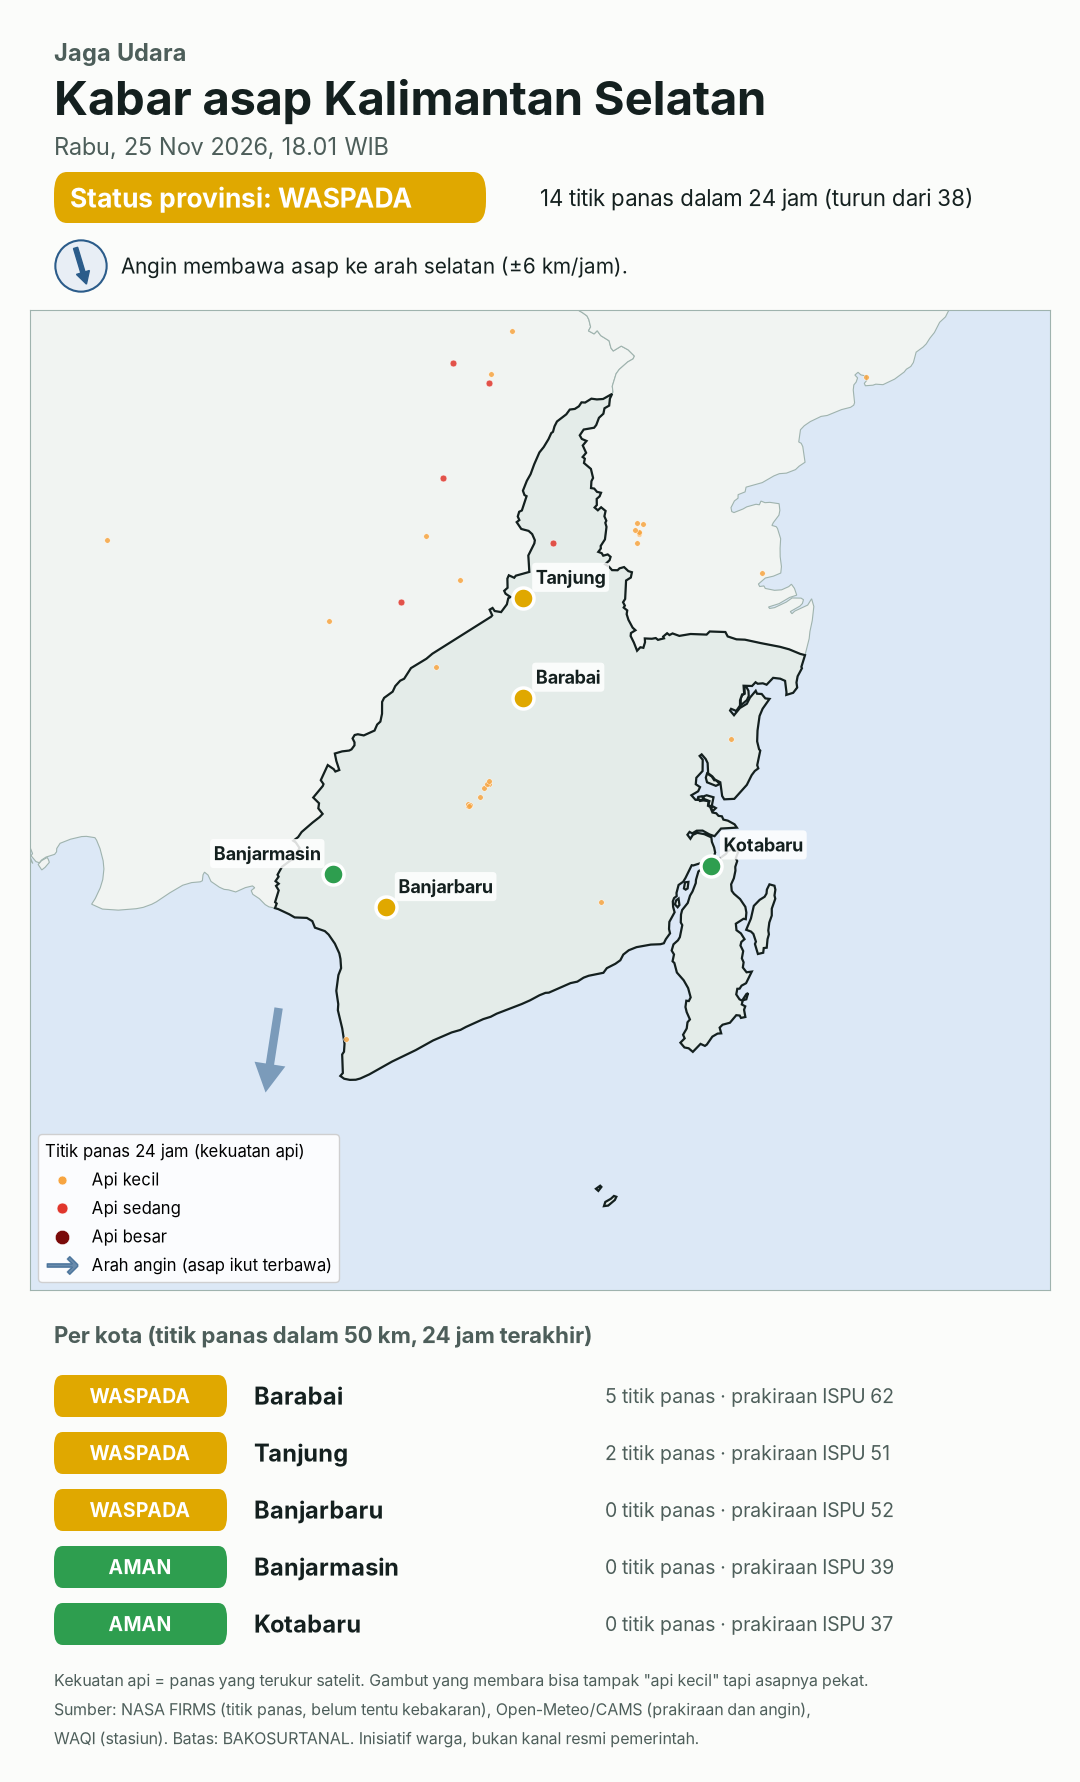 Jaga Udara
Kabar asap Kalimantan Selatan
Rabu, 25 Nov 2026, 18.01 WIB
Status provinsi: WASPADA
14 titik panas dalam 24 jam (turun dari 38)
Angin membawa asap ke arah selatan (±6 km/jam).
Tanjung
Barabai
Banjarmasin
Kotabaru
Banjarbaru
Titik panas 24 jam (kekuatan api)
Api kecil
Api sedang
Api besar
Arah angin (asap ikut terbawa)
Per kota (titik panas dalam 50 km, 24 jam terakhir)
WASPADA Barabai 5 titik panas · prakiraan ISPU 62
WASPADA Tanjung 2 titik panas · prakiraan ISPU 51
WASPADA Banjarbaru 0 titik panas · prakiraan ISPU 52
AMAN Banjarmasin 0 titik panas · prakiraan ISPU 39
AMAN Kotabaru 0 titik panas · prakiraan ISPU 37
Kekuatan api = panas yang terukur satelit. Gambut yang membara bisa tampak "api kecil" tapi asapnya pekat.
Sumber: NASA FIRMS (titik panas, belum tentu kebakaran), Open-Meteo/CAMS (prakiraan dan angin),
WAQI (stasiun). Batas: BAKOSURTANAL. Inisiatif warga, bukan kanal resmi pemerintah.